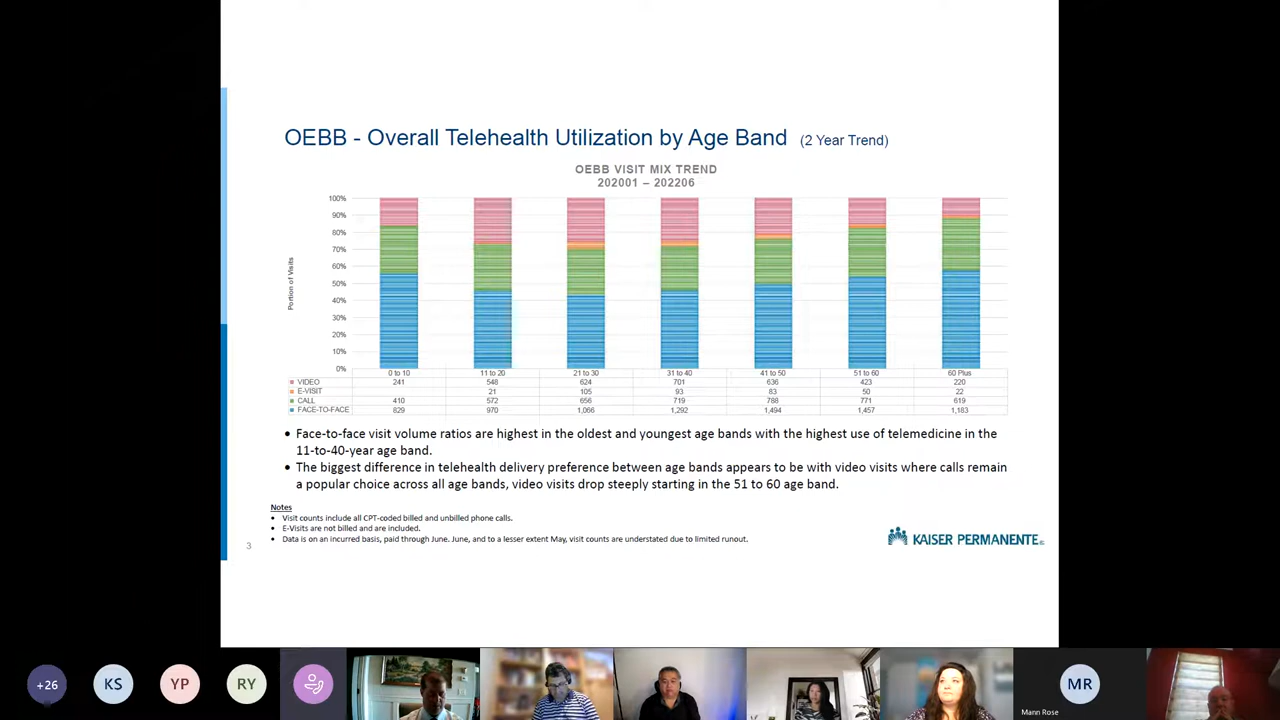 OEBB - Overall Telehealth Utilization by Age Band (2 Year Trend)
OEBB VISIT MIX TREND
202001 – 202206
100%
90%
80%
70%
60%
50%
40%
30%
20%
10%
0%
Portion of Visits
0 to 10 11 to 20 21 to 30 31 to 40 41 to 50 51 to 60 60 Plus
VIDEO 241 548 624 701 636 423 220
E-VISIT 21 105 93 83 50 22
CALL 410 572 656 719 788 771 619
FACE-TO-FACE 829 970 1,066 1,292 1,494 1,457 1,183
• Face-to-face visit volume ratios are highest in the oldest and youngest age bands with the highest use of telemedicine in the
11-to-40-year age band.
• The biggest difference in telehealth delivery preference between age bands appears to be with video visits where calls remain
a popular choice across all age bands, video visits drop steeply starting in the 51 to 60 age band.
Notes
• Visit counts include all CPT-coded billed and unbilled phone calls.
• E-Visits are not billed and are included.
• Data is on an incurred basis, paid through June. June, and to a lesser extent May, visit counts are understated due to limited runout.
3
KAISER PERMANENTE
+26
KS
YP
RY
MR
Mann Rose